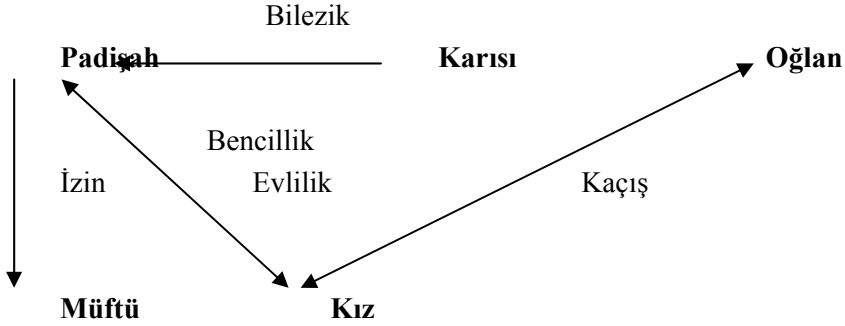 Bilezik
Padişah Karısı Oğlan
Bencillik
İzin Evlilik Kaçış
Müftü Kız